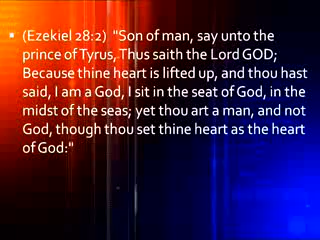 ▪ (Ezekiel 28:2)  "Son of man, say unto the
prince of Tyrus, Thus saith the Lord GOD;
Because thine heart is lifted up, and thou hast
said, I am a God, I sit in the seat of God, in the
midst of the seas; yet thou art a man, and not
God, though thou set thine heart as the heart
of God:"